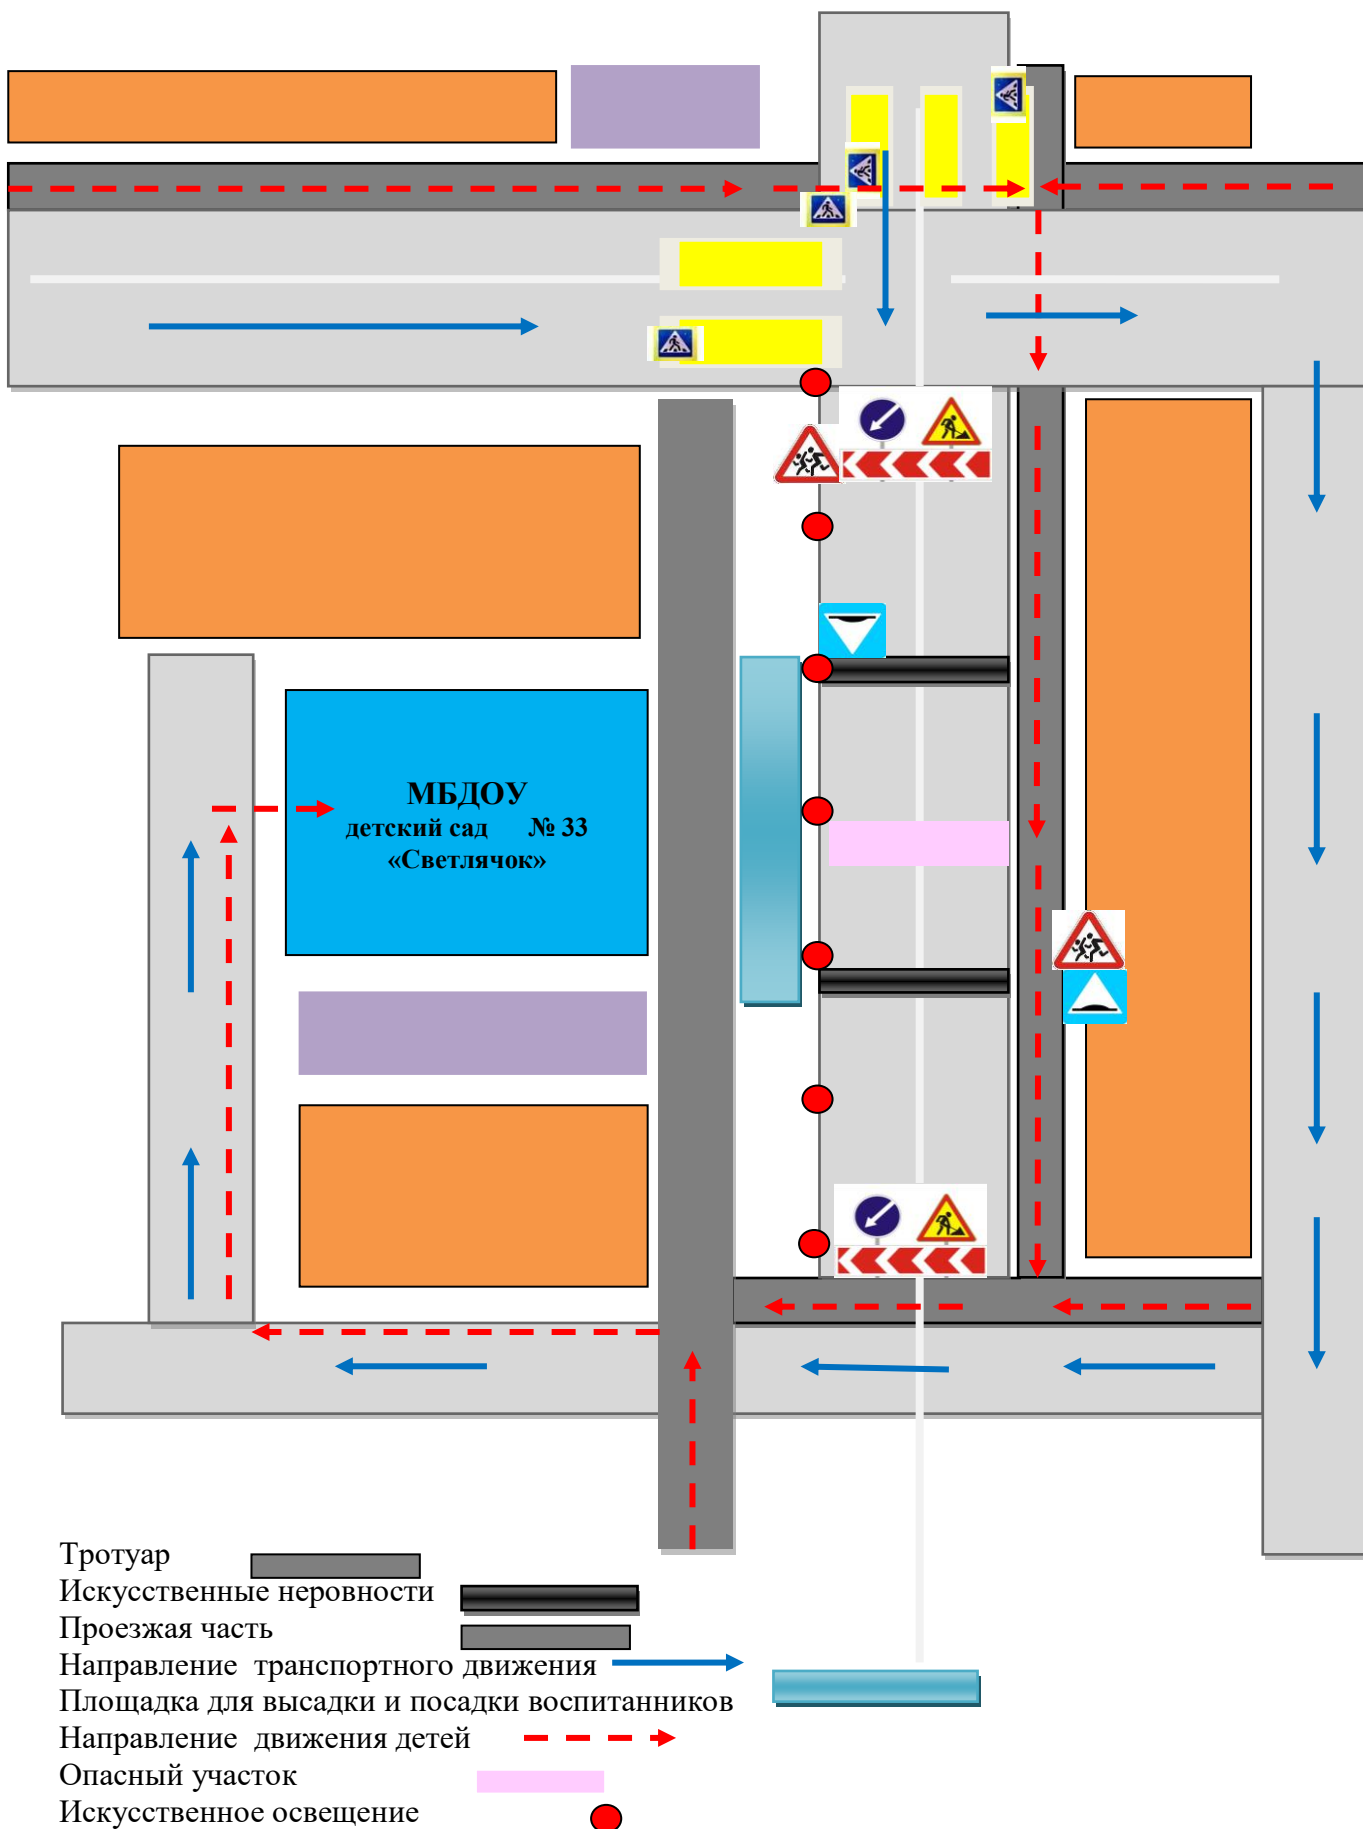 МБДОУ
детский сад № 33
«Светлячок»
Тротуар
Искусственные неровности
Проезжая часть
Направление транспортного движения
Площадка для высадки и посадки воспитанников
Направление движения детей
Опасный участок
Искусственное освещение